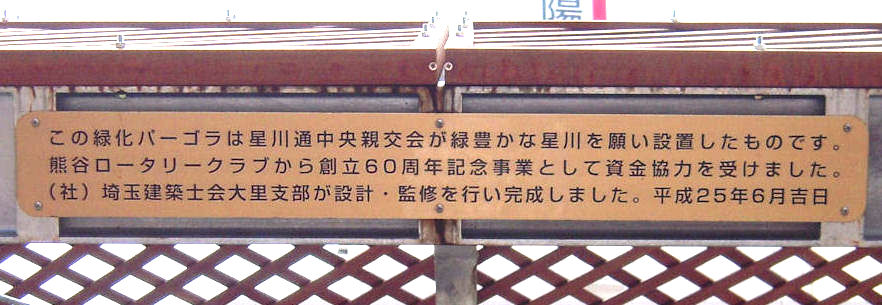 陽
この緑化パーゴラは星川通中央親交会が緑豊かな星川を願い設置したものです。
熊谷ロータリークラブから創立60周年記念事業として資金協力を受けました。
（社）埼玉建築士会大里支部が設計・監修を行い完成しました。平成25年6月吉日